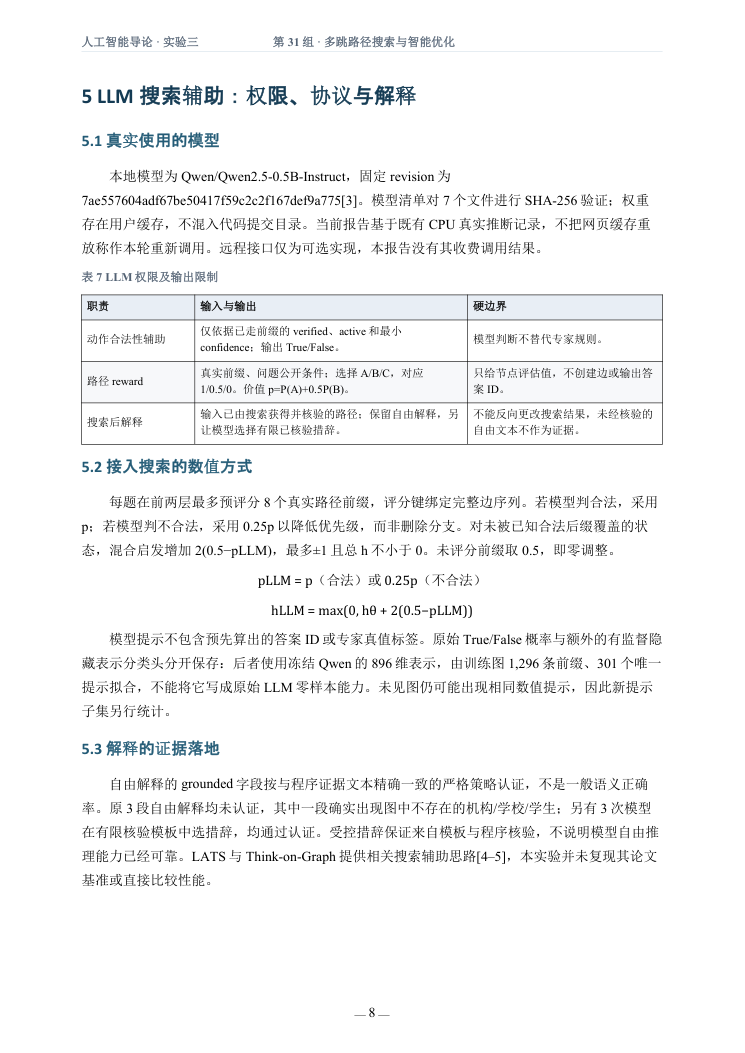 人工智能导论 · 实验三 第 31 组 · 多跳路径搜索与智能优化
5 LLM 搜索辅助：权限、协议与解释
5.1 真实使用的模型
本地模型为 Qwen/Qwen2.5-0.5B-Instruct，固定 revision 为
7ae557604adf67be50417f59c2c2f167def9a775[3]。模型清单对 7 个文件进行 SHA-256 验证；权重
存在用户缓存，不混入代码提交目录。当前报告基于既有 CPU 真实推断记录，不把网页缓存重
放称作本轮重新调用。远程接口仅为可选实现，本报告没有其收费调用结果。
表 7 LLM 权限及输出限制
职责 输入与输出 硬边界
动作合法性辅助 仅依据已走前缀的 verified、active 和最小
confidence；输出 True/False。 模型判断不替代专家规则。
路径 reward 真实前缀、问题公开条件；选择 A/B/C，对应
1/0.5/0。价值 p=P(A)+0.5P(B)。 只给节点评估值，不创建边或输出答
案 ID。
搜索后解释 输入已由搜索获得并核验的路径；保留自由解释，另
让模型选择有限已核验措辞。 不能反向更改搜索结果，未经核验的
自由文本不作为证据。
5.2 接入搜索的数值方式
每题在前两层最多预评分 8 个真实路径前缀，评分键绑定完整边序列。若模型判合法，采用
p；若模型判不合法，采用 0.25p 以降低优先级，而非删除分支。对未被已知合法后缀覆盖的状
态，混合启发增加 2(0.5−pLLM)，最多±1 且总 h 不小于 0。未评分前缀取 0.5，即零调整。
pLLM = p（合法）或 0.25p（不合法）
hLLM = max(0, hθ + 2(0.5−pLLM))
模型提示不包含预先算出的答案 ID 或专家真值标签。原始 True/False 概率与额外的有监督隐
藏表示分类头分开保存：后者使用冻结 Qwen 的 896 维表示，由训练图 1,296 条前缀、301 个唯一
提示拟合，不能将它写成原始 LLM 零样本能力。未见图仍可能出现相同数值提示，因此新提示
子集另行统计。
5.3 解释的证据落地
自由解释的 grounded 字段按与程序证据文本精确一致的严格策略认证，不是一般语义正确
率。原 3 段自由解释均未认证，其中一段确实出现图中不存在的机构/学校/学生；另有 3 次模型
在有限核验模板中选措辞，均通过认证。受控措辞保证来自模板与程序核验，不说明模型自由推
理能力已经可靠。LATS 与 Think-on-Graph 提供相关搜索辅助思路[4–5]，本实验并未复现其论文
基准或直接比较性能。
— 8 —